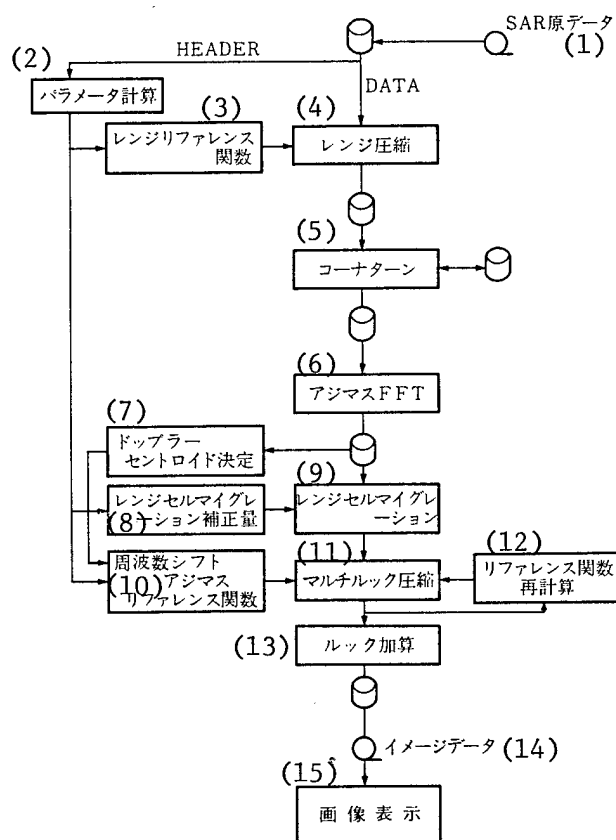 SAR原データ
(1)
HEADER
(2)
DATA
パラメータ計算
(3)
(4)
レンジリファレンス
関数
レンジ圧縮
(5)
コーナターン
(6)
アジマスFFT
(7)
ドップラー
セントロイド決定
(9)
レンジセルマイグレ
ーション補正量
(8)
レンジセルマイグレ
ーション
(11)
(12)
周波数シフト
(10)アジマス
リファレンス関数
マルチルック圧縮
リファレンス関数
再計算
(13)
ルック加算
イメージデータ
(14)
(15)
画像表示